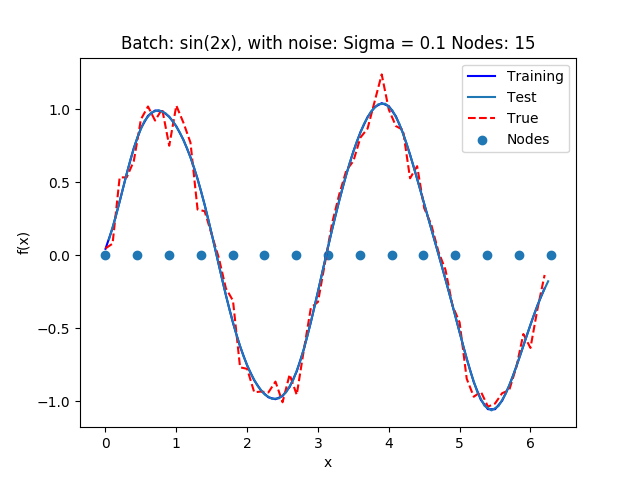 Batch: sin(2x), with noise: Sigma = 0.1 Nodes: 15
Training
Test
True
Nodes
1.0
0.5
0.0
−0.5
−1.0
f(x)
0 1 2 3 4 5 6
x